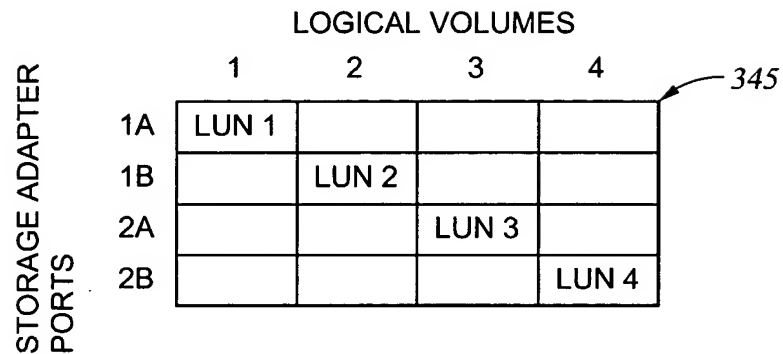 LOGICAL VOLUMES
1 2 3 4
345
STORAGE ADAPTER
PORTS
1A LUN 1
1B LUN 2
2A LUN 3
2B LUN 4